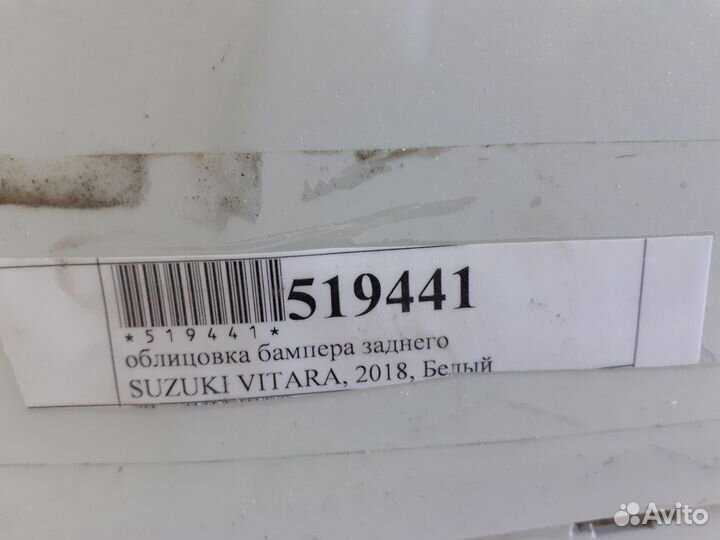 519441
*519441*
облицовка бампера заднего
SUZUKI VITARA, 2018, Белый
Avito